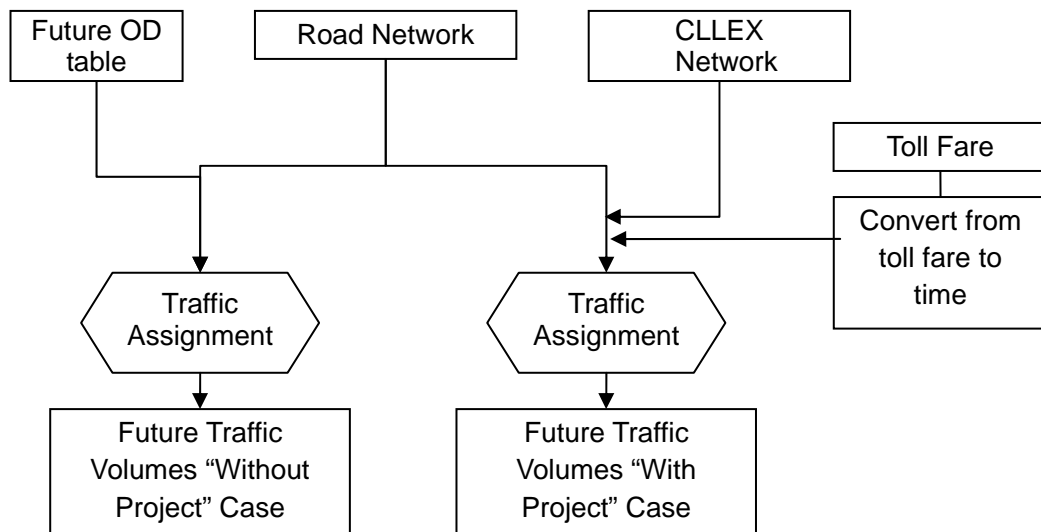 Future OD
table
Road Network
CLLEX
Network
Toll Fare
Convert from
toll fare to
time
Traffic
Assignment
Traffic
Assignment
Future Traffic
Volumes “Without
Project” Case
Future Traffic
Volumes “With
Project” Case